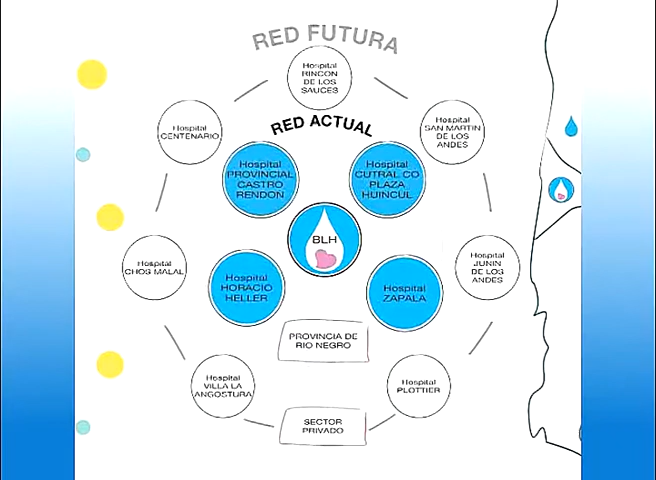 RED FUTURA
Hospital
RINCON
DE LOS
SAUCES
Hospital
CENTENARIO
RED ACTUAL
Hospital
SAN MARTIN
DE LOS
ANDES
Hospital
PROVINCIAL
CASTRO
RENDON
Hospital
CUTRAL CO
PLAZA
HUINCUL
BLH
Hospital
CHOS MALAL
Hospital
HORACIO
HELLER
Hospital
ZAPALA
Hospital
JUNIN
DE LOS
ANDES
PROVINCIA DE
RIO NEGRO
Hospital
VILLA LA
ANGOSTURA
Hospital
PLOTTIER
SECTOR
PRIVADO